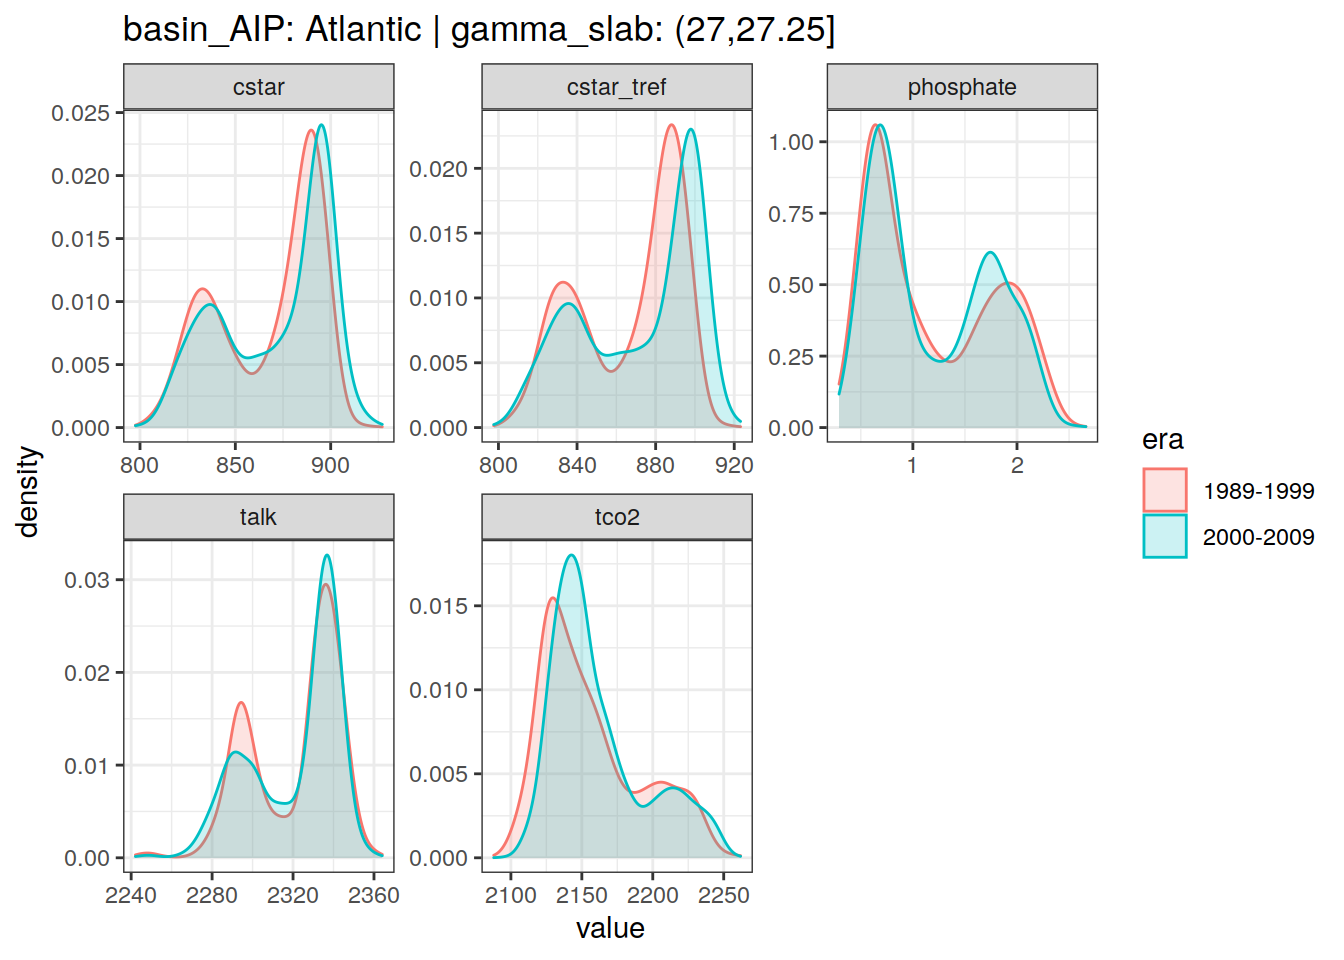 basin_AIP: Atlantic | gamma_slab: (27,27.25]
cstar
cstar_tref
phosphate
0.025
0.020
0.015
0.010
0.005
0.000
0.020
0.015
0.010
0.005
0.000
1.00
0.75
0.50
0.25
0.00
800 850 900
800 840 880 920
1 2
talk
tco2
0.03
0.02
0.01
0.00
0.015
0.010
0.005
0.000
2240 2280 2320 2360
2100 2150 2200 2250
density
value
era
1989-1999
2000-2009